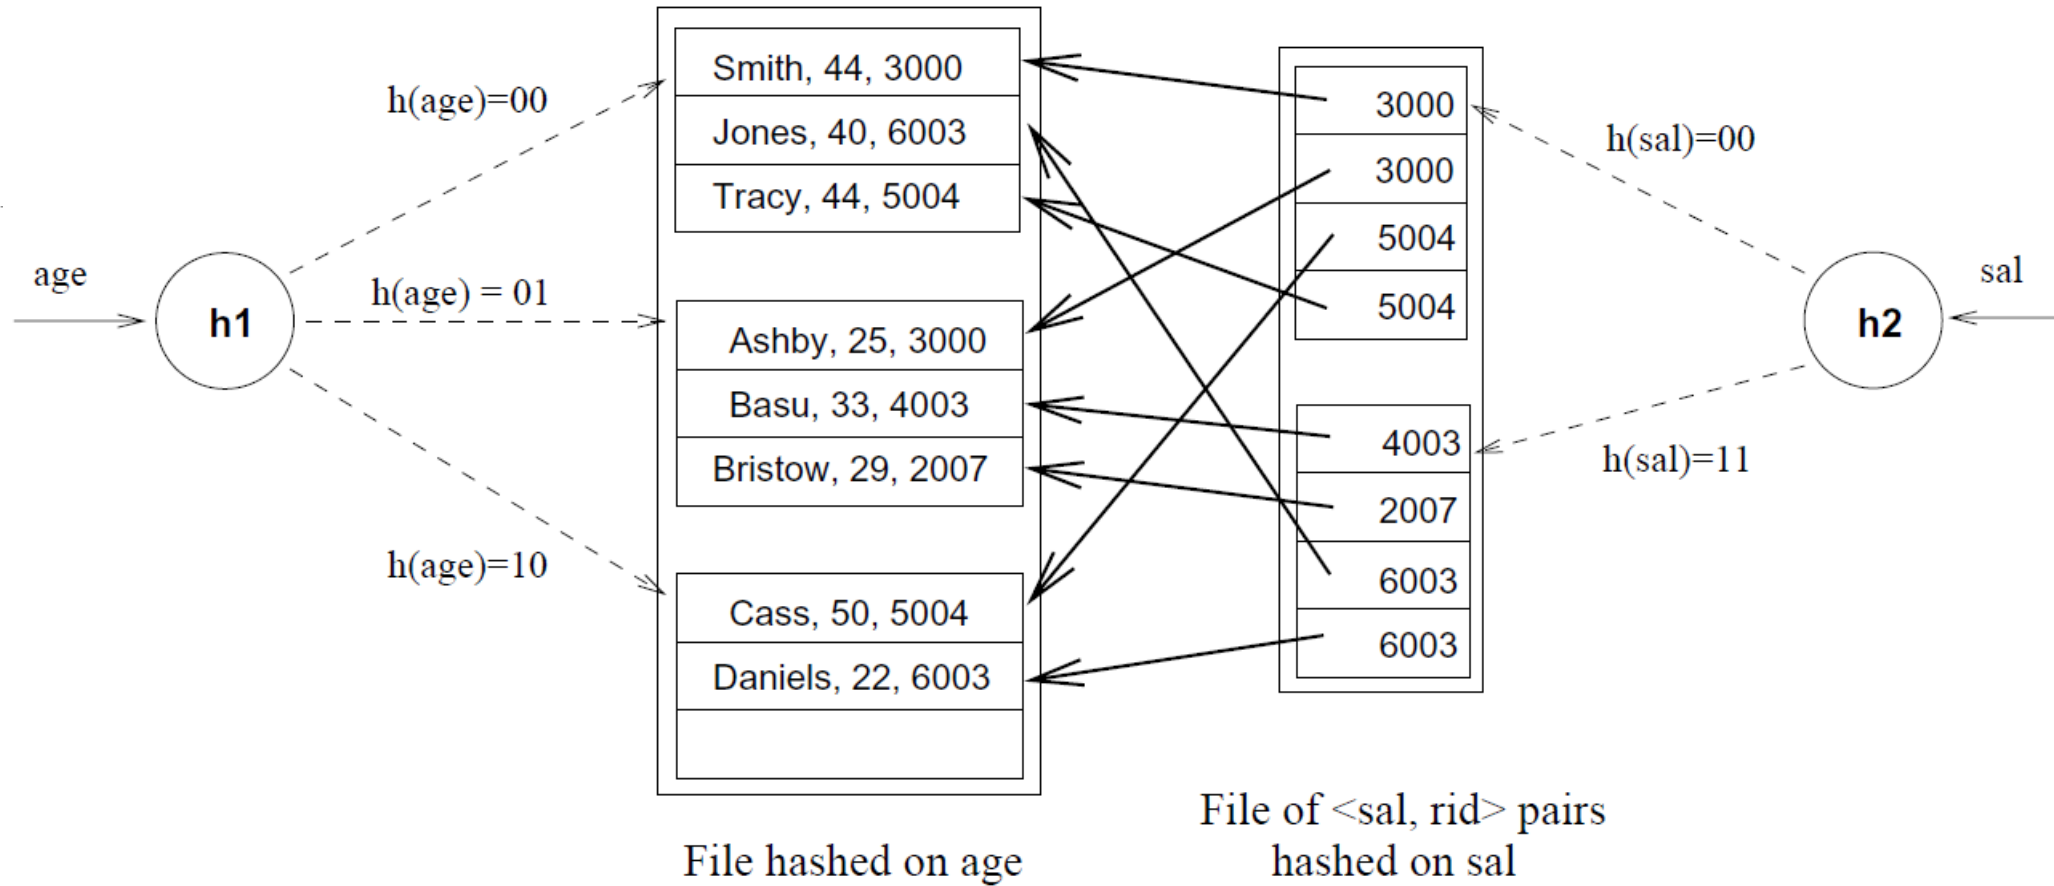 age
h1
h(age)=00
h(age) = 01
h(age)=10
Smith, 44, 3000
Jones, 40, 6003
Tracy, 44, 5004
Ashby, 25, 3000
Basu, 33, 4003
Bristow, 29, 2007
Cass, 50, 5004
Daniels, 22, 6003
File hashed on age
3000
3000
5004
5004
4003
2007
6003
6003
File of <sal, rid> pairs
hashed on sal
h(sal)=00
h(sal)=11
h2
sal